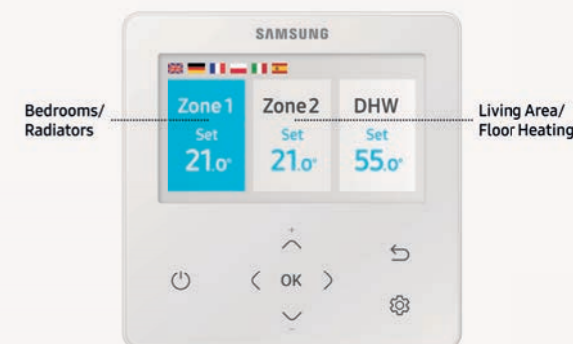 SAMSUNG
Bedrooms/
Radiators
Zone 1
Set
21.0°
Zone 2
Set
21.0°
DHW
Set
55.0°
Living Area/
Floor Heating
+
OK
−